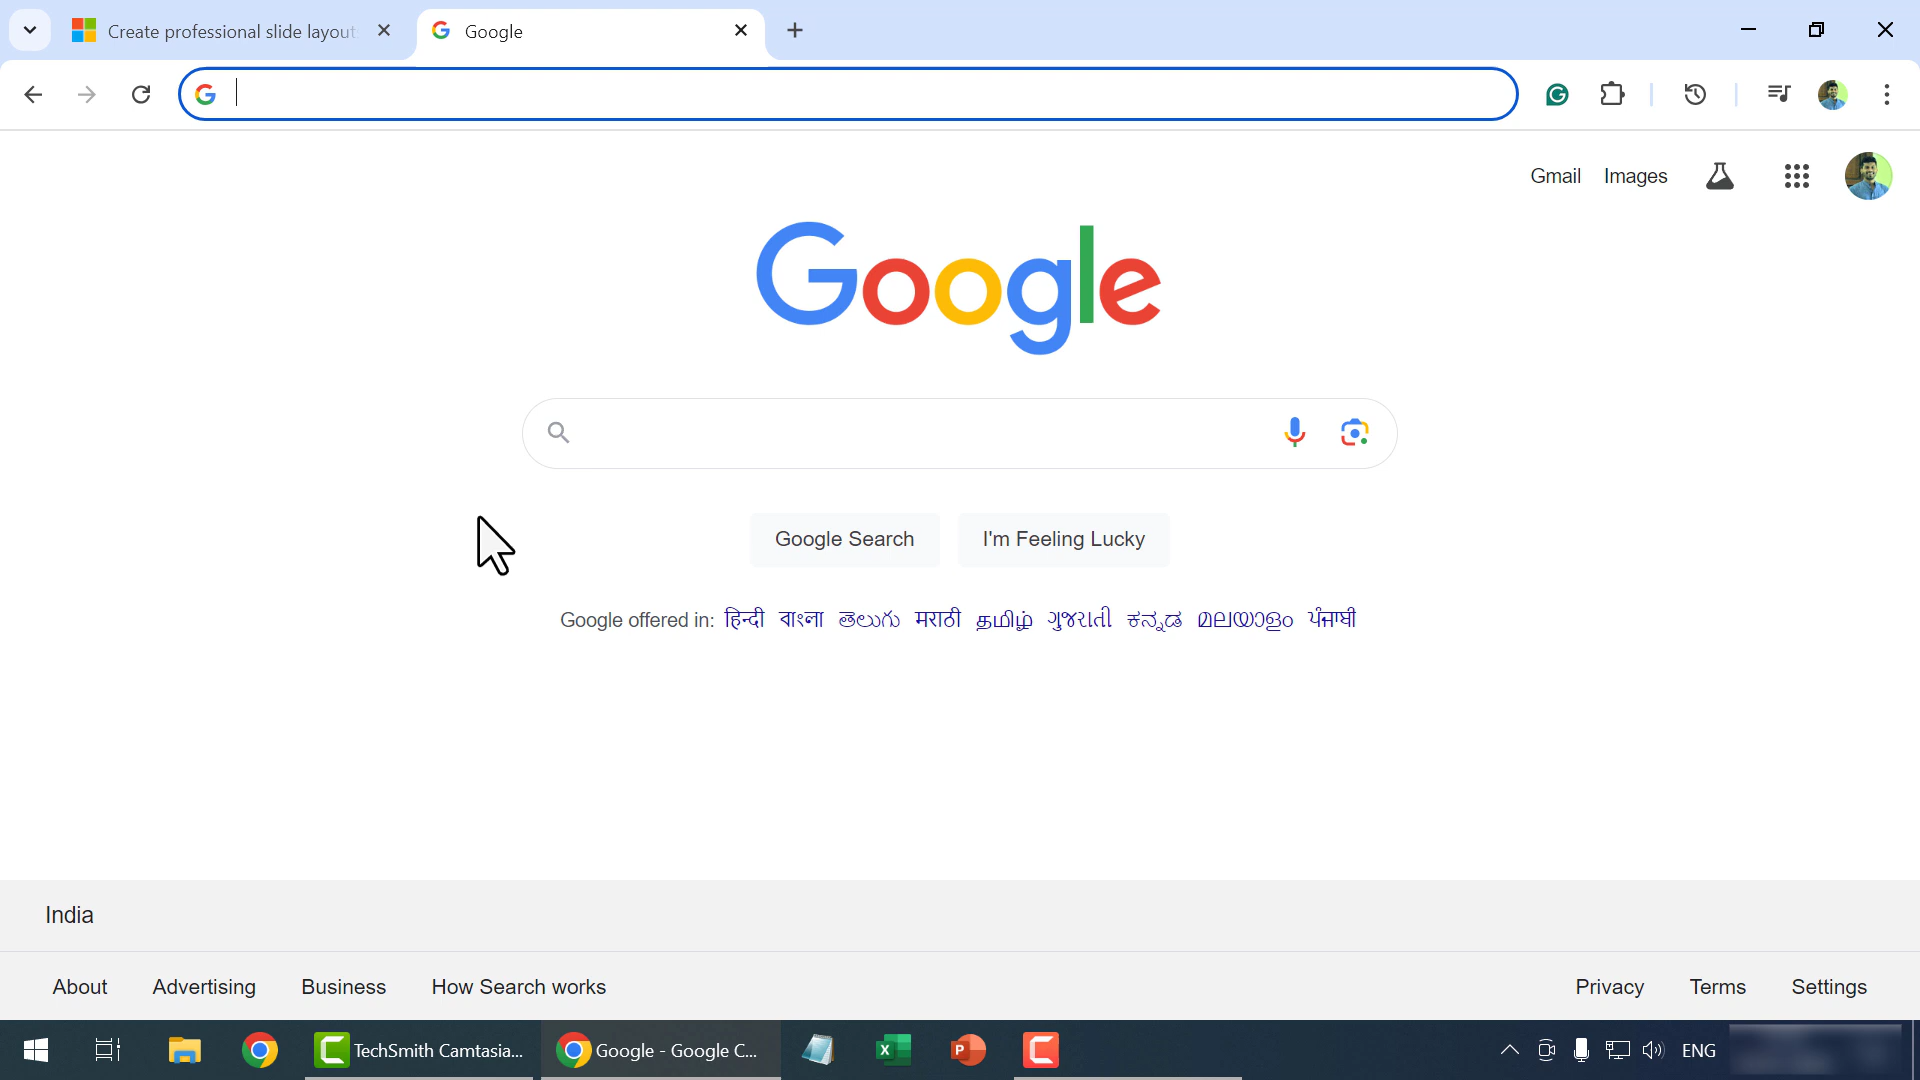 Create professional slide layout
Google
Gmail Images
Google
Google Search I'm Feeling Lucky
Google offered in: हिन्दी বাংলা తెలుగు मराठी தமிழ் ગુજરાતી ಕನ್ನಡ മലയാളം ਪੰਜਾਬੀ
India
About Advertising Business How Search works Privacy Terms Settings
TechSmith Camtasia... Google - Google C... ENG